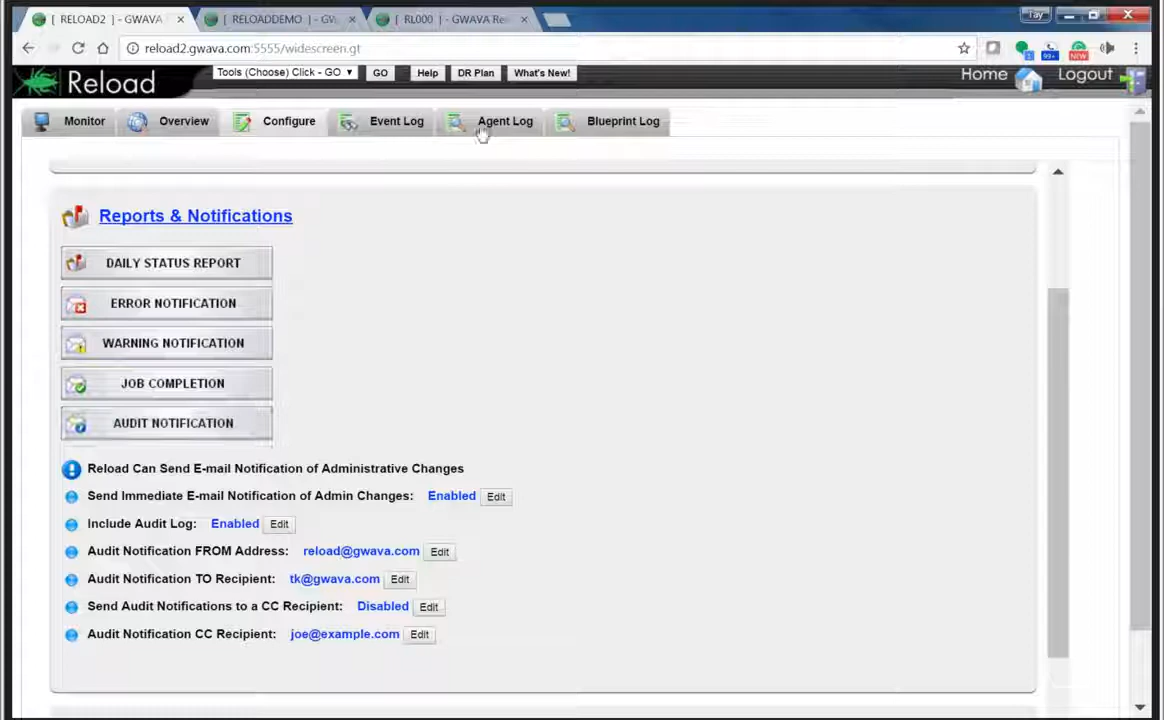 [ RELOAD2 ] - GWAVA
[ RELOADDEMO ] - GW
[ RL000 ] - GWAVA Re
Tay
reload2.gwava.com:5555/widescreen.gt
1
99+
NEW
Reload
Tools (Choose) Click - GO
GO
Help
DR Plan
What's New!
Home
Logout
Monitor
Overview
Configure
Event Log
Agent Log
Blueprint Log
Reports & Notifications
DAILY STATUS REPORT
ERROR NOTIFICATION
WARNING NOTIFICATION
JOB COMPLETION
AUDIT NOTIFICATION
Reload Can Send E-mail Notification of Administrative Changes
Send Immediate E-mail Notification of Admin Changes: Enabled Edit
Include Audit Log: Enabled Edit
Audit Notification FROM Address: reload@gwava.com Edit
Audit Notification TO Recipient: tk@gwava.com Edit
Send Audit Notifications to a CC Recipient: Disabled Edit
Audit Notification CC Recipient: joe@example.com Edit